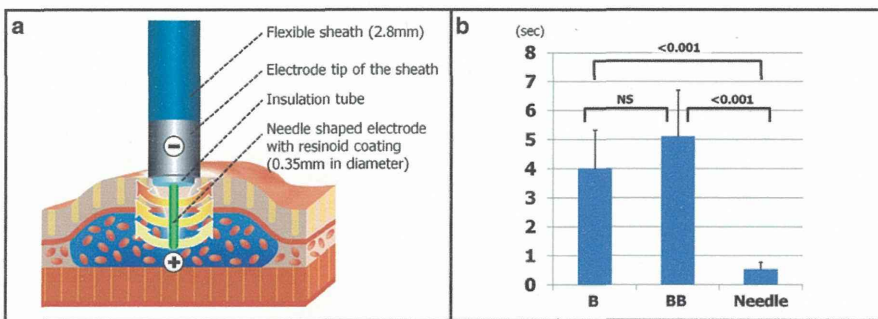 a
Flexible sheath (2.8mm)
Electrode tip of the sheath
Insulation tube
Needle shaped electrode
with resinoid coating
(0.35mm in diameter)
−
+
b
(sec)
8
7
6
5
4
3
2
1
0
<0.001
NS
<0.001
B
BB
Needle